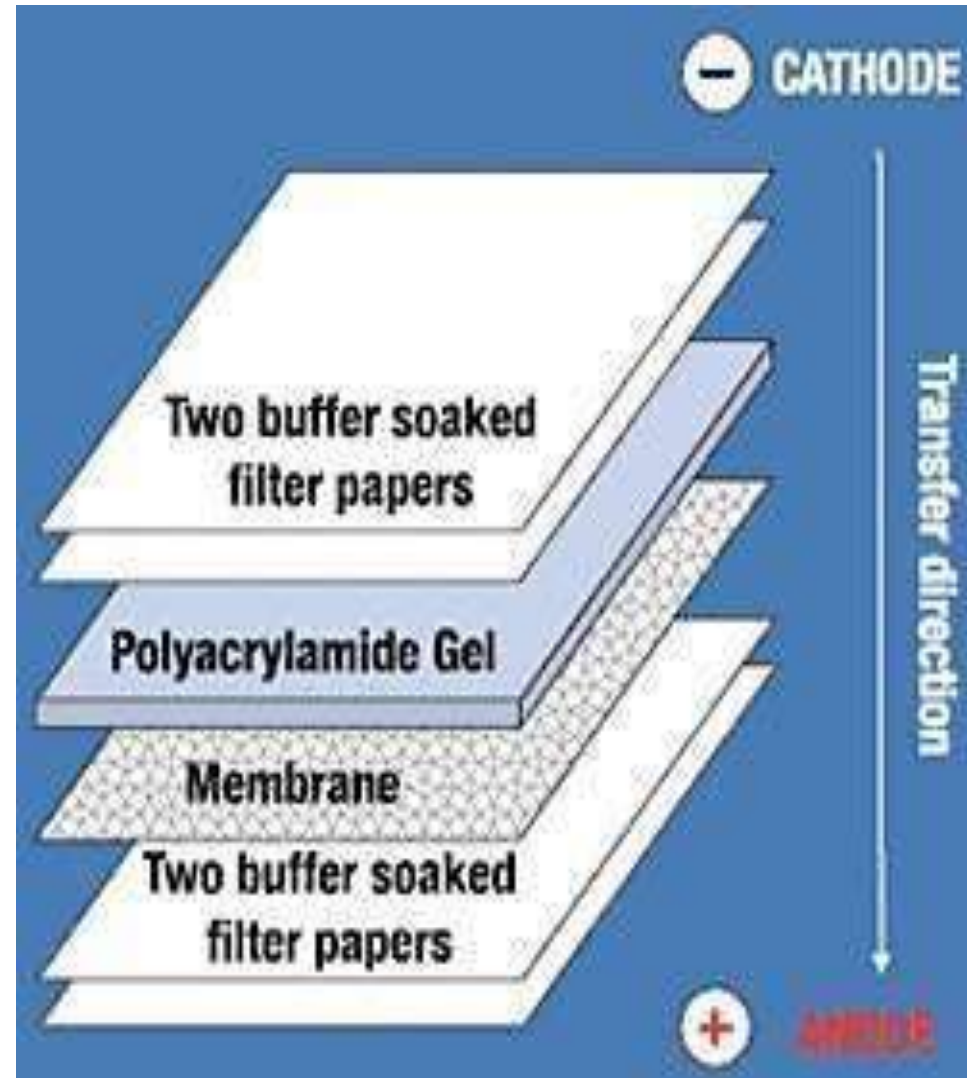 − CATHODE
Two buffer soaked
filter papers
Polyacrylamide Gel
Membrane
Two buffer soaked
filter papers
Transfer direction
+